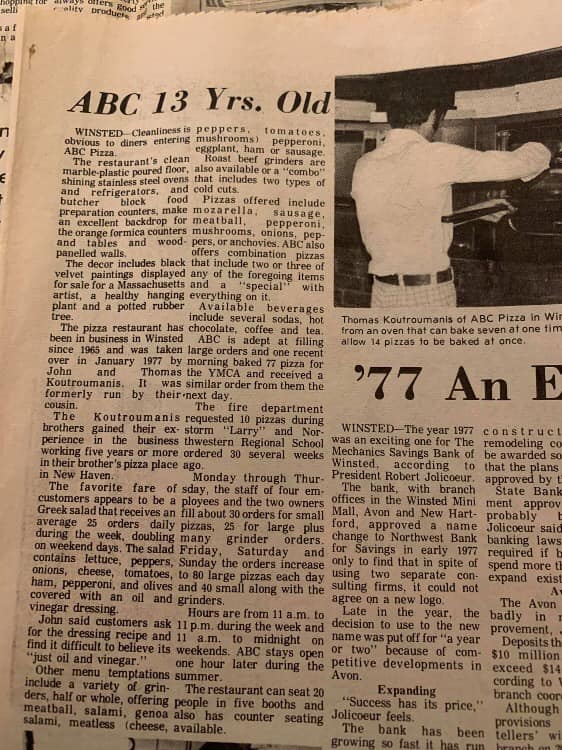 hopping for always offers good
quality products
ABC 13 Yrs. Old
WINSTED—Cleanliness is
obvious to diners entering
ABC Pizza.
The restaurant's clean
marble-plastic poured floor,
shining stainless steel ovens
and refrigerators, and
butcher block food
preparation counters, make
an excellent backdrop for
the orange formica counters
and tables and wood-
panelled walls.
The decor includes black
velvet paintings displayed
for sale for a Massachusetts
artist, a healthy hanging
plant and a potted rubber
tree.
The pizza restaurant has
been in business in Winsted
since 1965 and was taken
over in January 1977 by
John and Thomas
Koutroumanis. It was
formerly run by their
cousin.
The Koutroumanis
brothers gained their ex-
perience in the business
working five years or more
in their brother's pizza place
in New Haven.
The favorite fare of
customers appears to be a
Greek salad that receives an
average 25 orders daily
during the week, doubling
on weekend days. The salad
contains lettuce, peppers,
onions, cheese, tomatoes,
ham, pepperoni, and olives
covered with an oil and
vinegar dressing.
John said customers ask
for the dressing recipe and
find it difficult to believe its
"just oil and vinegar."
Other menu temptations
include a variety of grin-
ders, half or whole, offering
meatball, salami, genoa
salami, meatless (cheese,
peppers, tomatoes,
mushrooms) pepperoni,
eggplant, ham or sausage.
Roast beef grinders are
also available or a "combo"
that includes two types of
cold cuts.
Pizzas offered include
mozarella, sausage,
meatball, pepperoni,
mushrooms, onions, pep-
pers, or anchovies. ABC also
offers combination pizzas
that include two or three of
any of the foregoing items
and a "special" with
everything on it.
Available beverages
include several sodas, hot
chocolate, coffee and tea.
ABC is adept at filling
large orders and one recent
morning baked 77 pizza for
the YMCA and received a
similar order from them the
next day.
The fire department
requested 10 pizzas during
storm "Larry" and Nor-
thwestern Regional School
ordered 30 several weeks
ago.
Monday through Thur-
sday, the staff of four em-
ployees and the two owners
fill about 30 orders for small
pizzas, 25 for large plus
many grinder orders.
Friday, Saturday and
Sunday the orders increase
to 80 large pizzas each day
and 40 small along with the
grinders.
Hours are from 11 a.m. to
11 p.m. during the week and
11 a.m. to midnight on
weekends. ABC stays open
one hour later during the
summer.
The restaurant can seat 20
people in five booths and
also has counter seating
available.
Thomas Koutroumanis of ABC Pizza in Win
from an oven that can bake seven at one tim
allow 14 pizzas to be baked at once.
'77 An E
WINSTED—The year 1977
was an exciting one for The
Mechanics Savings Bank of
Winsted, according to
President Robert Jolicoeur.
The bank, with branch
offices in the Winsted Mini
Mall, Avon and New Hart-
ford, approved a name
change to Northwest Bank
for Savings in early 1977
only to find that in spite of
using two separate con-
sulting firms, it could not
agree on a new logo.
Late in the year, the
decision to use the new
name was put off for "a year
or two" because of com-
petitive developments in
Avon.
Expanding
"Success has its price,"
Jolicoeur feels.
The bank has been
growing so fast it has run
construct
remodeling co
be awarded so
that the plans
approved by t
State Bank
ment approv
probably b
Jolicoeur said
banking laws
required if b
spend more th
expand exist
Av
The Avon
badly in n
provement,
Deposits th
$10 million
exceed $14
cording to V
branch coor
Although
provisions
tellers' wi